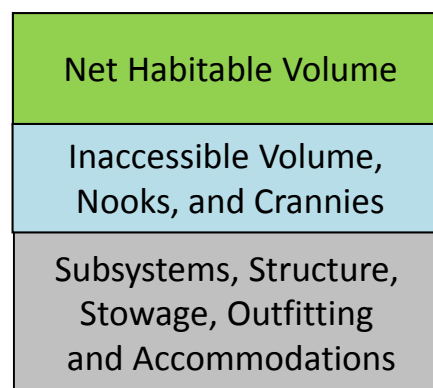 Net Habitable Volume
Inaccessible Volume,
Nooks, and Crannies
Subsystems, Structure,
Stowage, Outfitting
and Accommodations